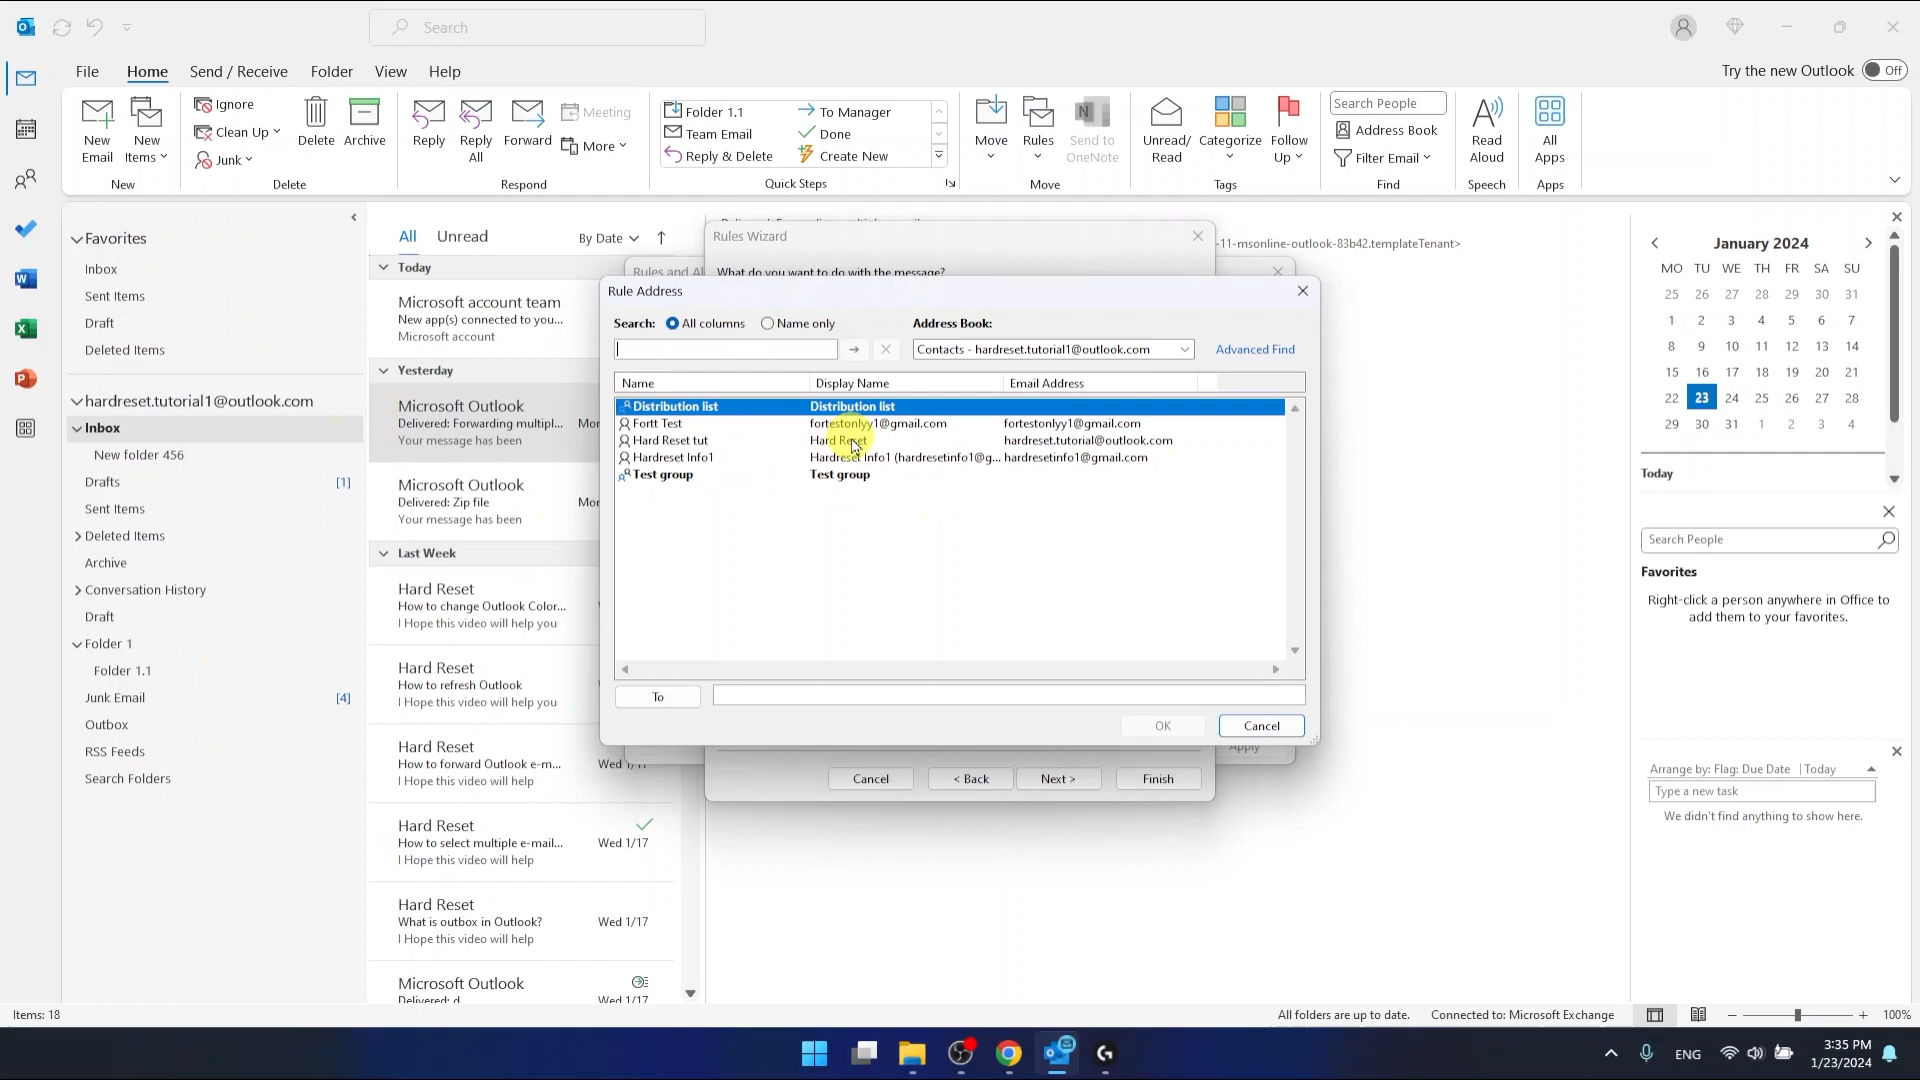 Search
File Home Send / Receive Folder View Help
Try the new Outlook Off
New Email
New Items
New
Ignore
Clean Up
Junk
Delete
Archive
Delete
Reply
Reply All
Forward
Meeting
More
Respond
Folder 1.1
Team Email
Reply & Delete
To Manager
Done
Create New
Quick Steps
Move
Rules
Send to OneNote
Move
Unread/ Read
Categorize
Follow Up
Tags
Search People
Address Book
Filter Email
Find
Read Aloud
Speech
All Apps
Apps
Favorites
Inbox
Sent Items
Draft
Deleted Items
hardreset.tutorial1@outlook.com
Inbox
New folder 456
Drafts [1]
Sent Items
Deleted Items
Archive
Conversation History
Draft
Folder 1
Folder 1.1
Junk Email [4]
Outbox
RSS Feeds
Search Folders
All Unread By Date
Today
Microsoft account team
New app(s) connected to you...
Microsoft account
Yesterday
Microsoft Outlook
Delivered: Forwarding multipl...
Your message has been
Microsoft Outlook
Delivered: Zip file
Your message has been
Last Week
Hard Reset
How to change Outlook Color...
I Hope this video will help you
Hard Reset
How to refresh Outlook
I Hope this video will help you
Hard Reset
How to forward Outlook e-m...
I Hope this video will help
Hard Reset
How to select multiple e-mail... Wed 1/17
I Hope this video will help
Hard Reset
What is outbox in Outlook? Wed 1/17
I Hope this video will help
Microsoft Outlook
Delivered: d Wed 1/17
Rules Wizard
-11-msonline-outlook-83b42.templateTenant>
What do you want to do with the message?
Rule Address
Search: All columns Name only
Address Book:
Contacts - hardreset.tutorial1@outlook.com
Advanced Find
Name Display Name Email Address
Distribution list Distribution list
Fortt Test fortestonlyy1@gmail.com fortestonlyy1@gmail.com
Hard Reset tut Hard Reset hardreset.tutorial@outlook.com
Hardreset Info1 Hardreset Info1 (hardresetinfo1@g... hardresetinfo1@gmail.com
Test group Test group
To
OK Cancel
Apply
Cancel < Back Next > Finish
January 2024
MO TU WE TH FR SA SU
25 26 27 28 29 30 31
1 2 3 4 5 6 7
8 9 10 11 12 13 14
15 16 17 18 19 20 21
22 23 24 25 26 27 28
29 30 31 1 2 3 4
Today
Search People
Favorites
Right-click a person anywhere in Office to
add them to your favorites.
Arrange by: Flag: Due Date Today
Type a new task
We didn't find anything to show here.
Items: 18
All folders are up to date. Connected to: Microsoft Exchange
100%
ENG
3:35 PM
1/23/2024